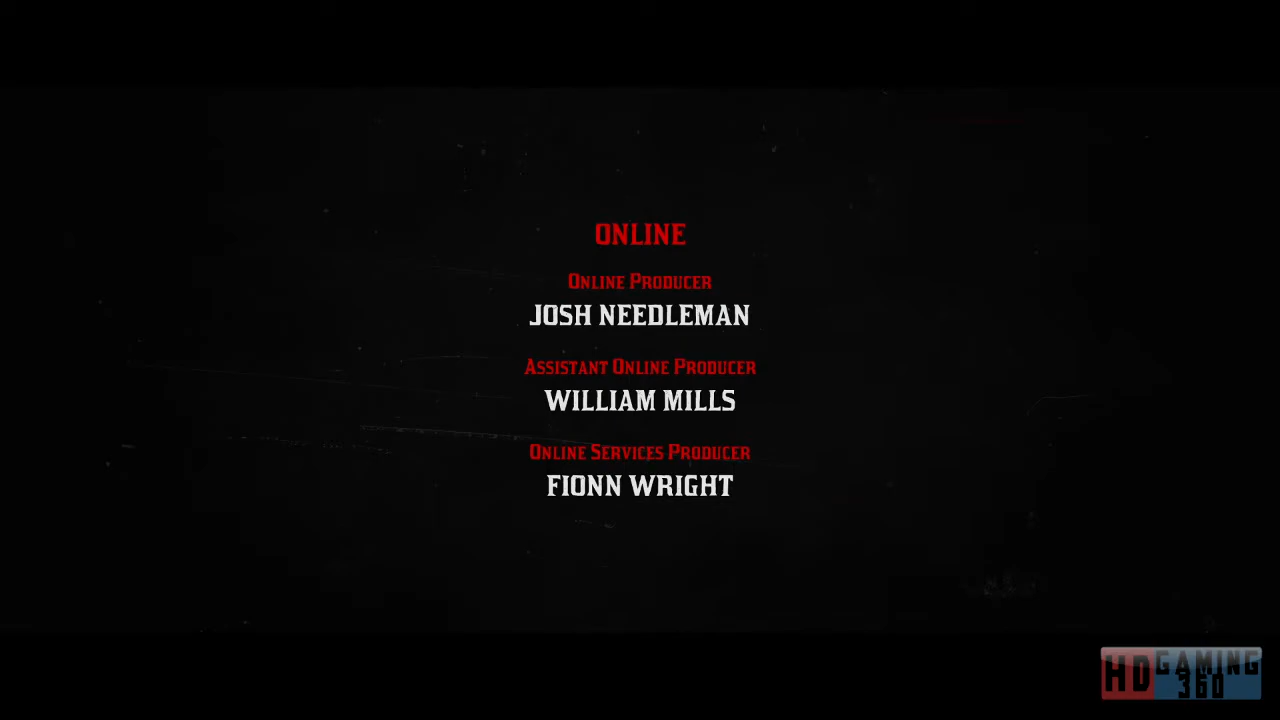 ONLINE
ONLINE PRODUCER
JOSH NEEDLEMAN
ASSISTANT ONLINE PRODUCER
WILLIAM MILLS
ONLINE SERVICES PRODUCER
FIONN WRIGHT
HD GAMING
360